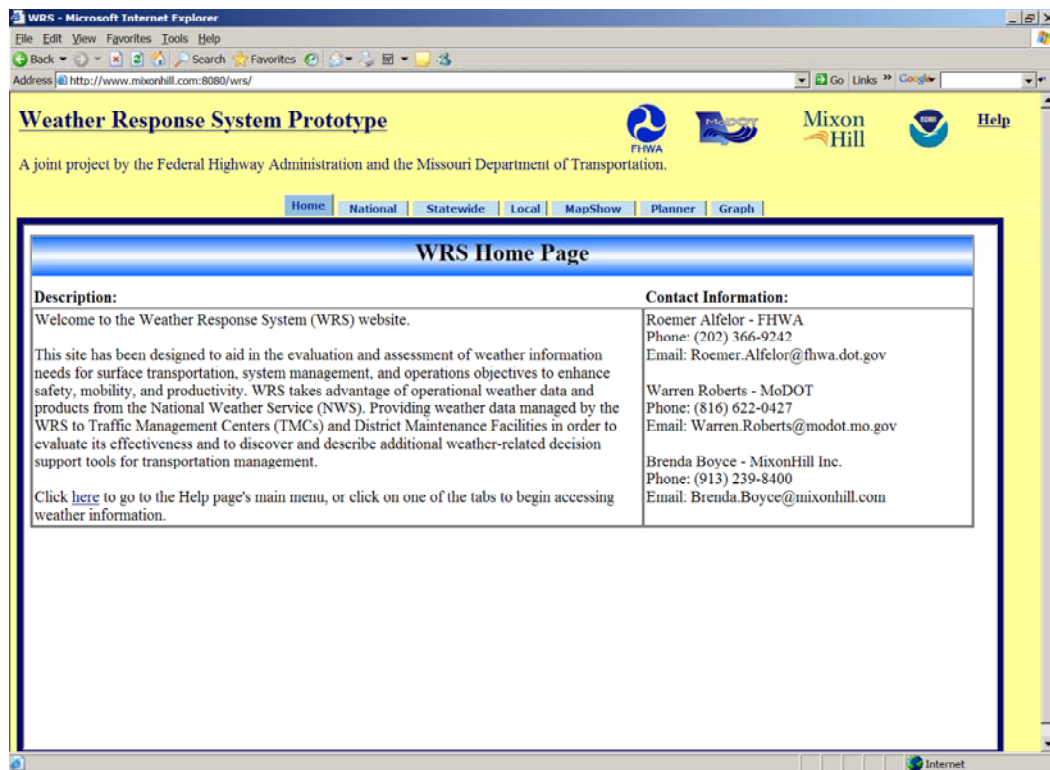 WRS - Microsoft Internet Explorer
File Edit View Favorites Tools Help
Back Search Favorites
Address http://www.mixonhill.com:8080/wrs/ Go Links » Google
Weather Response System Prototype
FHWA
MoDOT
Mixon
Hill
NOAA
Help
A joint project by the Federal Highway Administration and the Missouri Department of Transportation.
Home National Statewide Local MapShow Planner Graph
WRS Home Page
Description:
Welcome to the Weather Response System (WRS) website.
This site has been designed to aid in the evaluation and assessment of weather information
needs for surface transportation, system management, and operations objectives to enhance
safety, mobility, and productivity. WRS takes advantage of operational weather data and
products from the National Weather Service (NWS). Providing weather data managed by the
WRS to Traffic Management Centers (TMCs) and District Maintenance Facilities in order to
evaluate its effectiveness and to discover and describe additional weather-related decision
support tools for transportation management.
Click here to go to the Help page's main menu, or click on one of the tabs to begin accessing
weather information.
Contact Information:
Roemer Alfelor - FHWA
Phone: (202) 366-9242
Email: Roemer.Alfelor@fhwa.dot.gov
Warren Roberts - MoDOT
Phone: (816) 622-0427
Email: Warren.Roberts@modot.mo.gov
Brenda Boyce - MixonHill Inc.
Phone: (913) 239-8400
Email: Brenda.Boyce@mixonhill.com
Internet